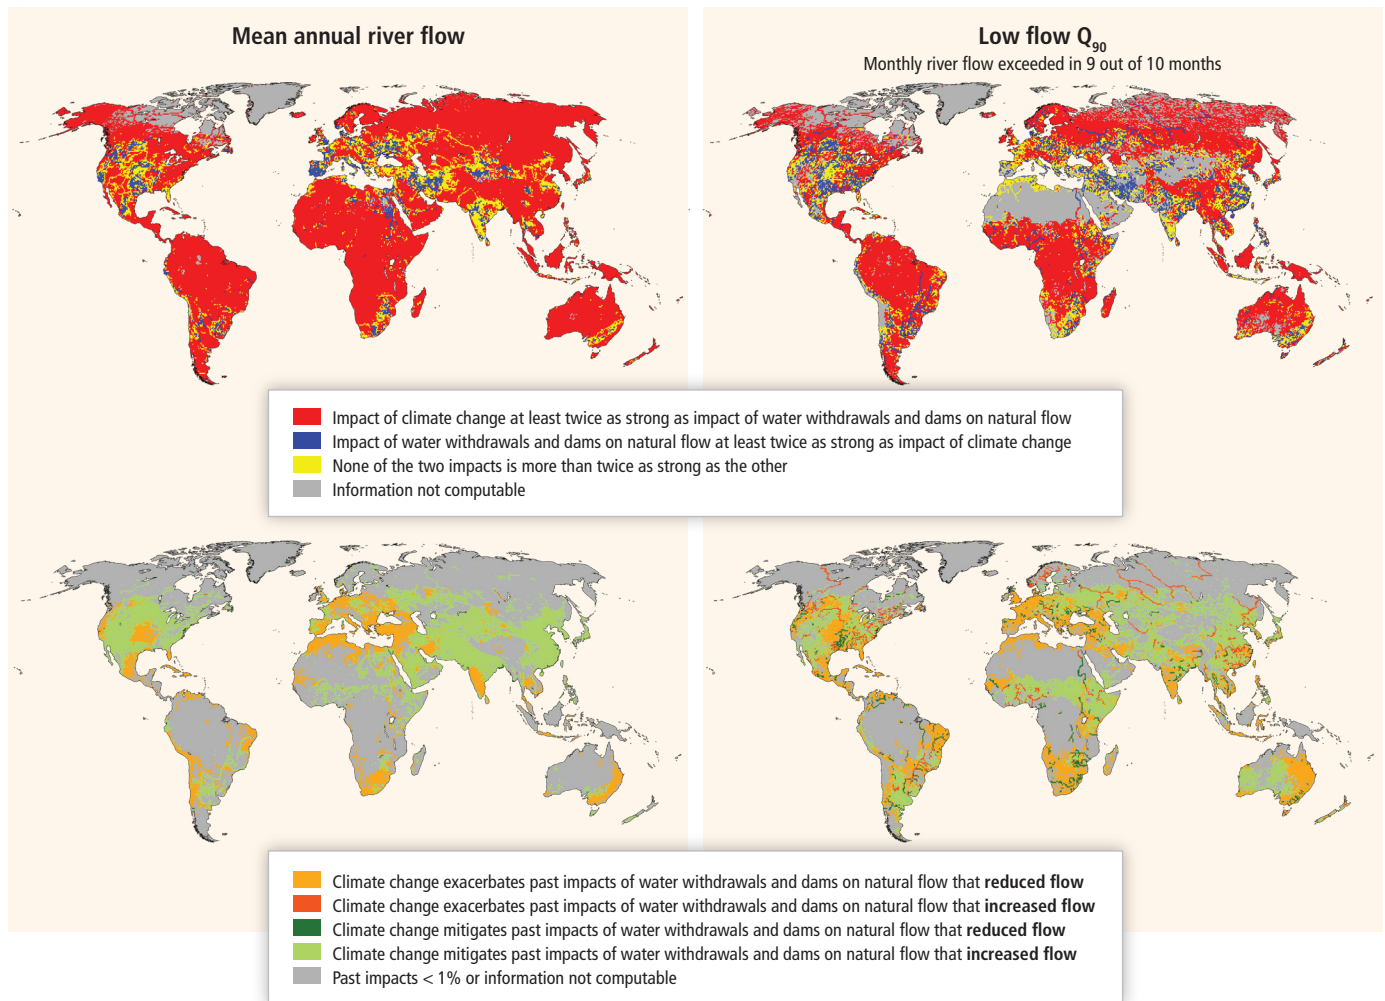 Mean annual river flow
Low flow Q90
Monthly river flow exceeded in 9 out of 10 months
Impact of climate change at least twice as strong as impact of water withdrawals and dams on natural flow
Impact of water withdrawals and dams on natural flow at least twice as strong as impact of climate change
None of the two impacts is more than twice as strong as the other
Information not computable
Climate change exacerbates past impacts of water withdrawals and dams on natural flow that reduced flow
Climate change exacerbates past impacts of water withdrawals and dams on natural flow that increased flow
Climate change mitigates past impacts of water withdrawals and dams on natural flow that reduced flow
Climate change mitigates past impacts of water withdrawals and dams on natural flow that increased flow
Past impacts < 1% or information not computable